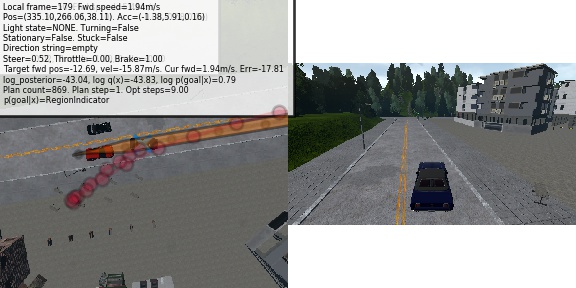 Local frame=179. Fwd speed=1.94m/s
Pos=(335.10,266.06,38.11). Acc=(-1.38,5.91,0.16)
Light state=NONE. Turning=False
Stationary=False. Stuck=False
Direction string=empty
Steer=0.52, Throttle=0.00, Brake=1.00
Target fwd pos=-12.69, vel=-15.87m/s. Cur fwd=1.94m/s. Err=-17.81
log_posterior=-43.04, log q(x)=-43.83, log p(goal|x)=0.79
Plan count=869. Plan step=1. Opt steps=9.00
p(goal|x)=RegionIndicator